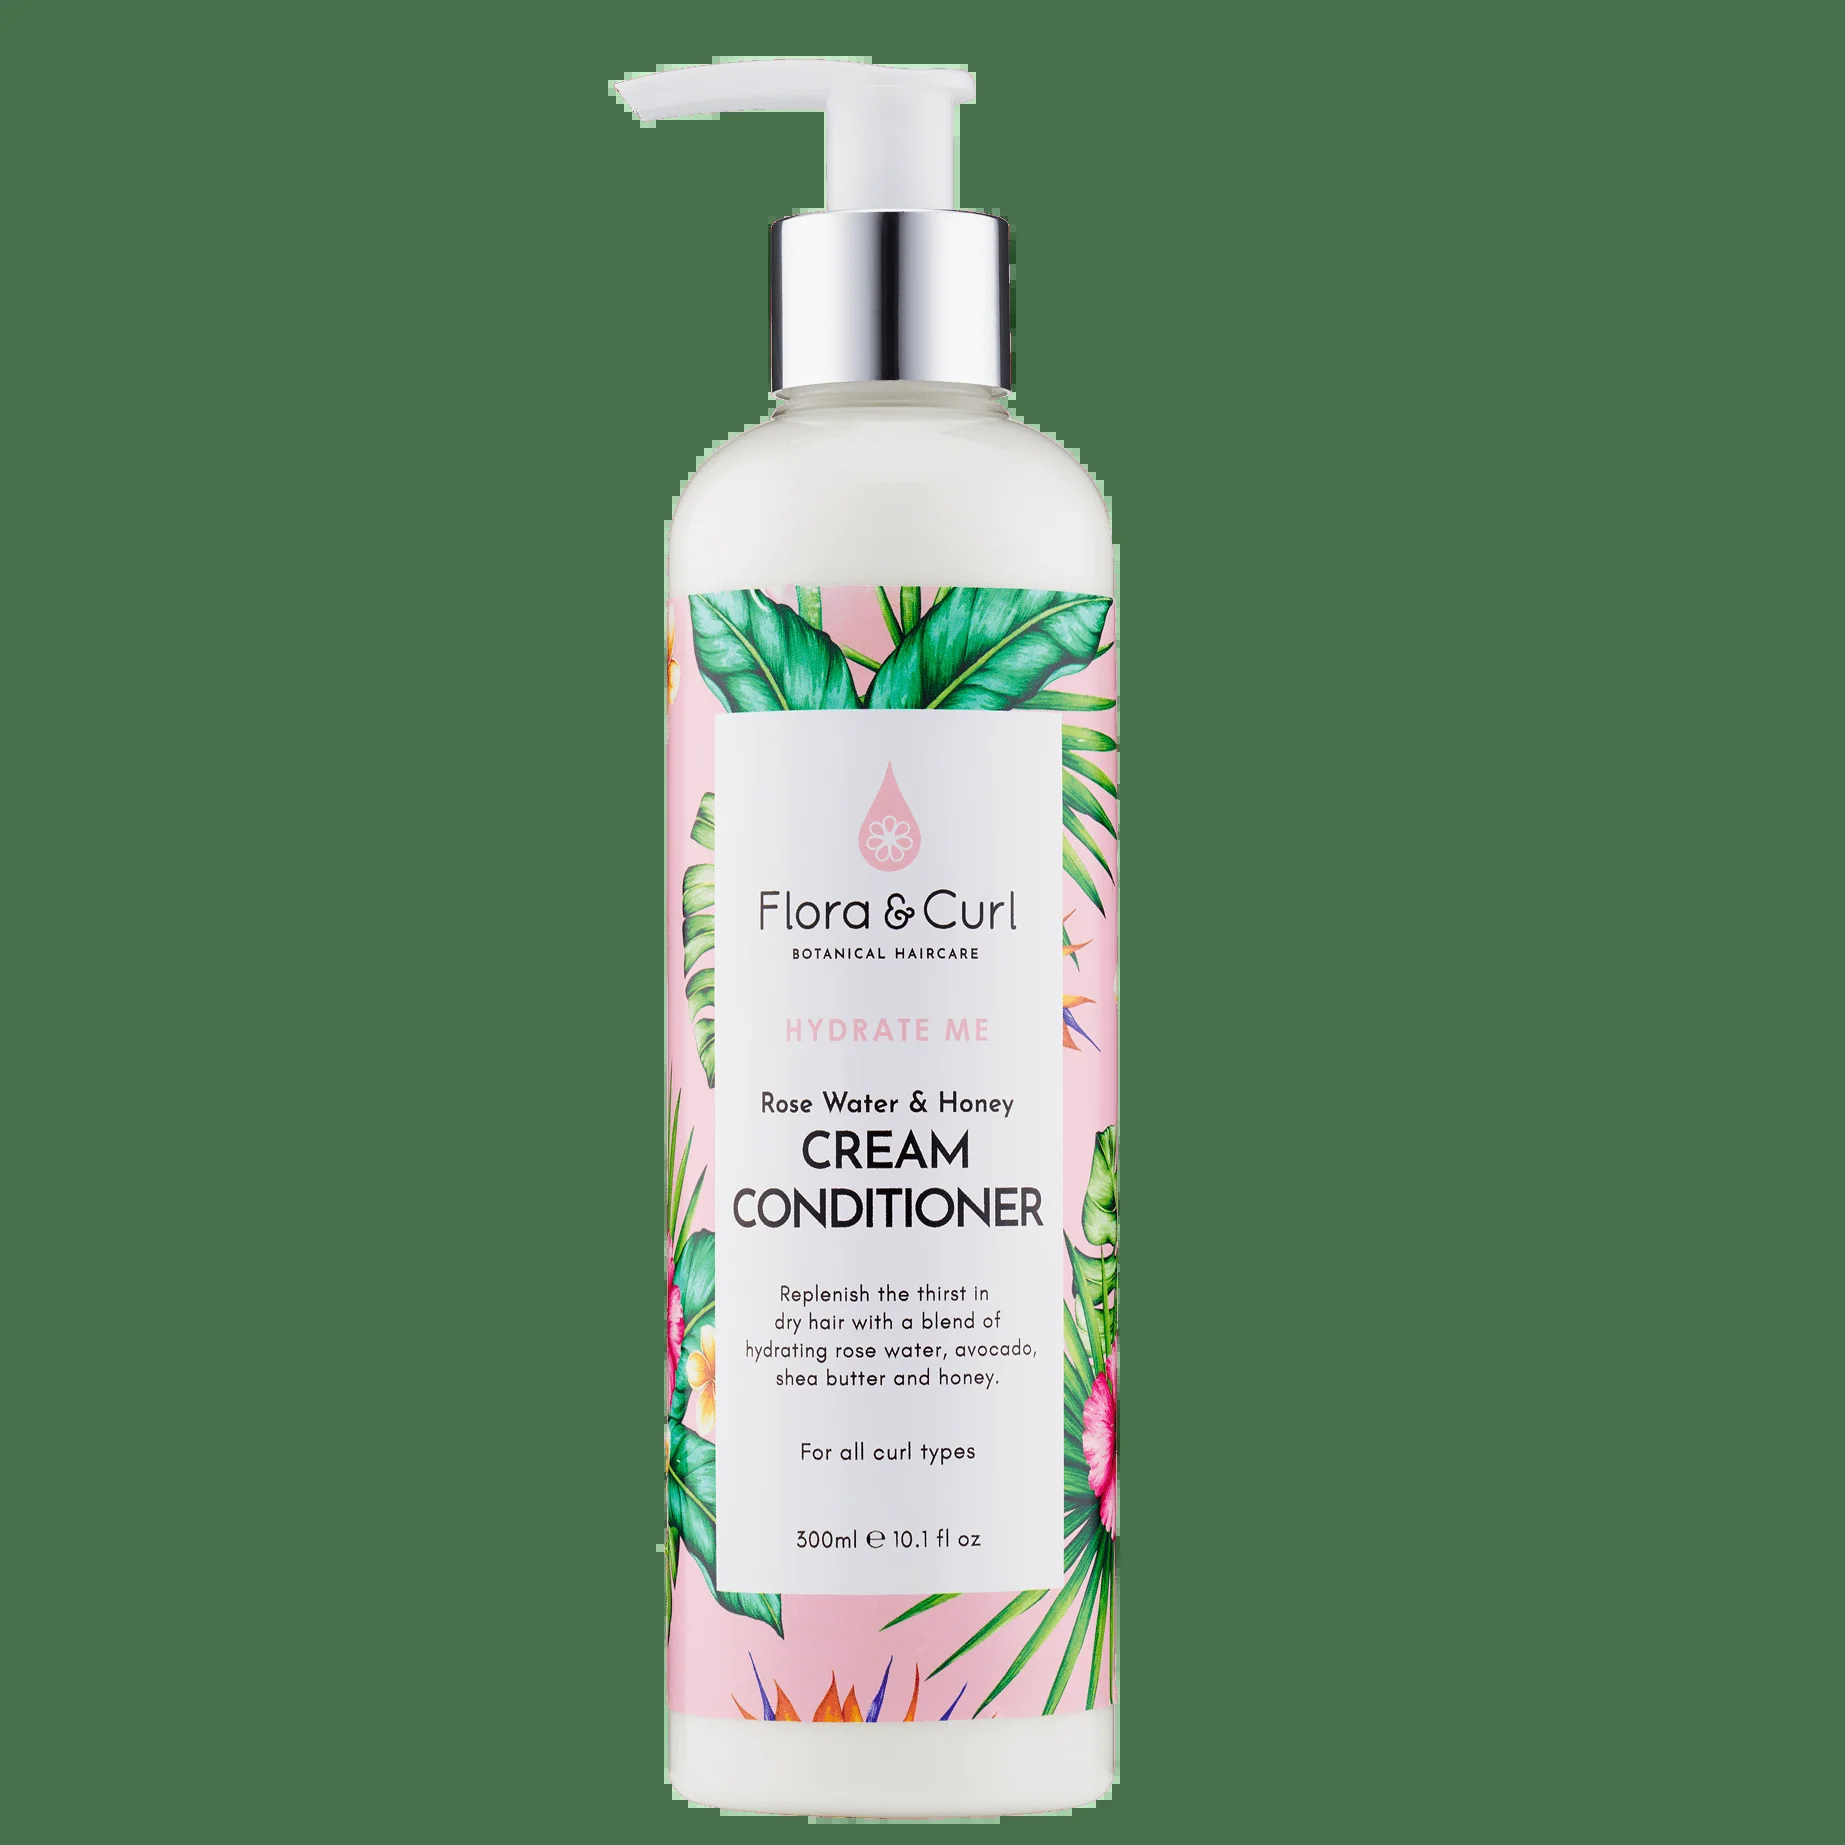 Flora & Curl
BOTANICAL HAIRCARE
HYDRATE ME
Rose Water & Honey
CREAM
CONDITIONER
Replenish the thirst in
dry hair with a blend of
hydrating rose water, avocado,
shea butter and honey.
For all curl types
300ml ℮ 10.1 fl oz